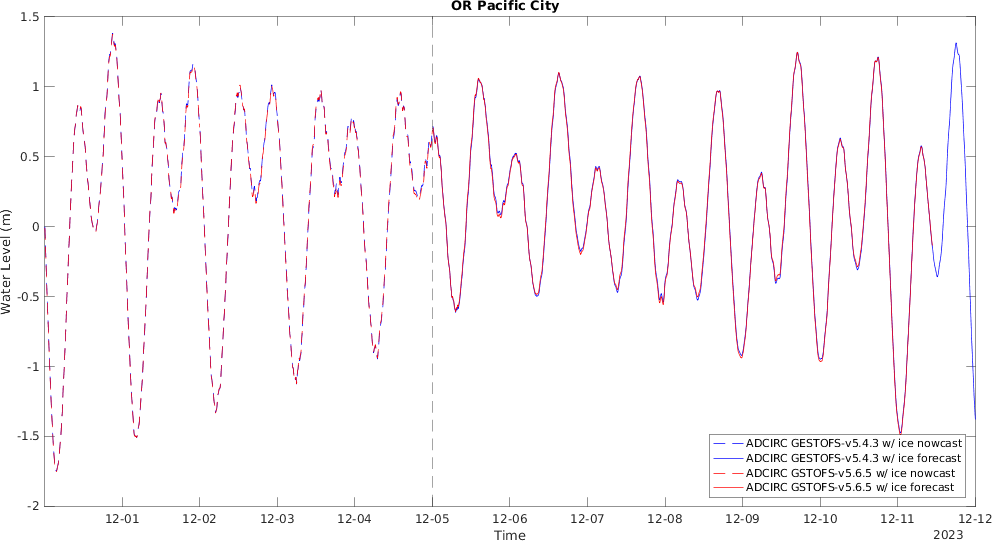 OR Pacific City
1.5
1
0.5
0
-0.5
-1
-1.5
-2
Water Level (m)
12-01 12-02 12-03 12-04 12-05 12-06 12-07 12-08 12-09 12-10 12-11 12-12
Time
2023
ADCIRC GESTOFS-v5.4.3 w/ ice nowcast
ADCIRC GESTOFS-v5.4.3 w/ ice forecast
ADCIRC GSTOFS-v5.6.5 w/ ice nowcast
ADCIRC GSTOFS-v5.6.5 w/ ice forecast